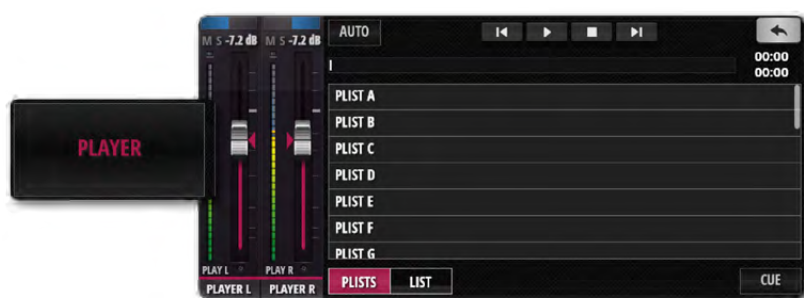 M S -7.2 dB M S -7.2 dB AUTO
00:00
00:00
PLIST A
PLIST B
PLAYER
PLIST C
PLIST D
PLIST E
PLIST F
PLIST G
PLAY L PLAY R
PLAYER L PLAYER R PLISTS LIST CUE